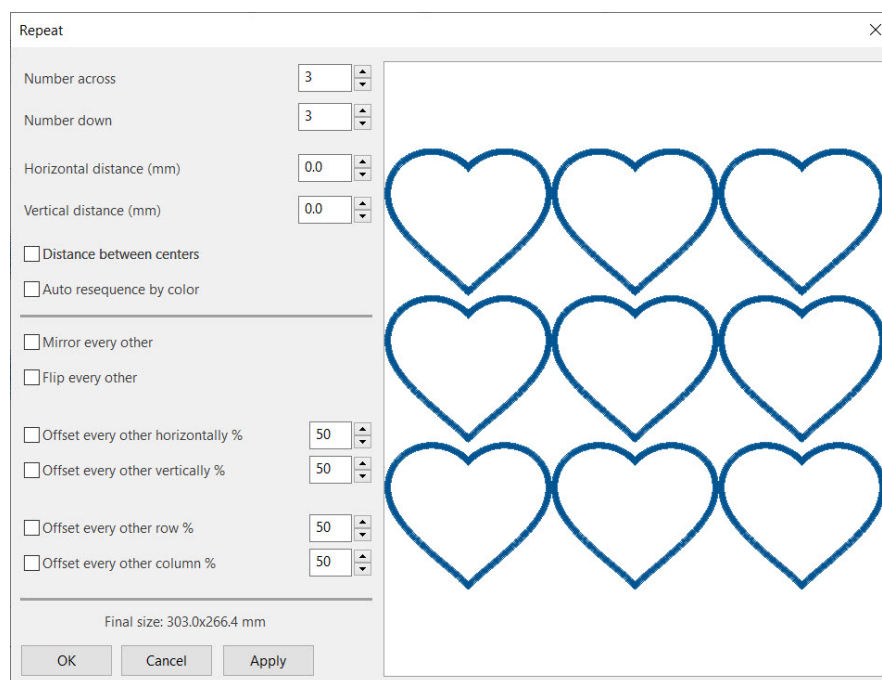 Repeat
Number across 3
Number down 3
Horizontal distance (mm) 0.0
Vertical distance (mm) 0.0
Distance between centers
Auto resequence by color
Mirror every other
Flip every other
Offset every other horizontally % 50
Offset every other vertically % 50
Offset every other row % 50
Offset every other column % 50
Final size: 303.0x266.4 mm
OK Cancel Apply